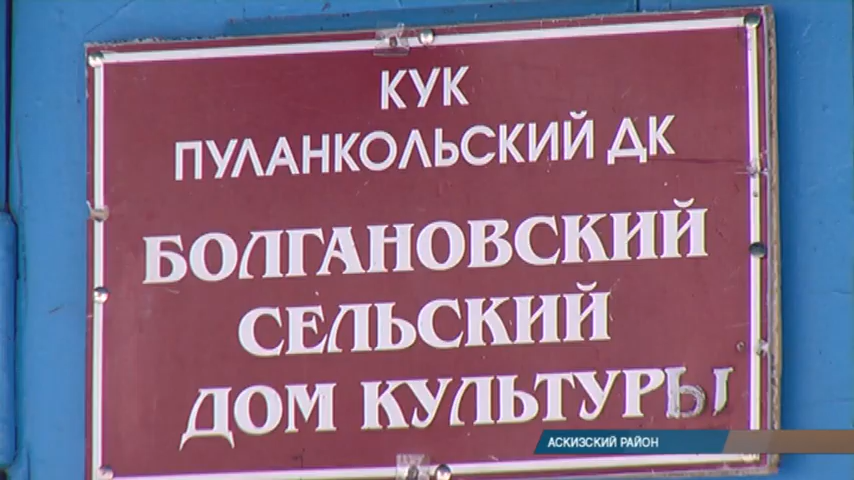 КУК
ПУЛАНКОЛЬСКИЙ ДК
БОЛГАНОВСКИЙ
СЕЛЬСКИЙ
ДОМ КУЛЬТУРЫ
АСКИЗСКИЙ РАЙОН